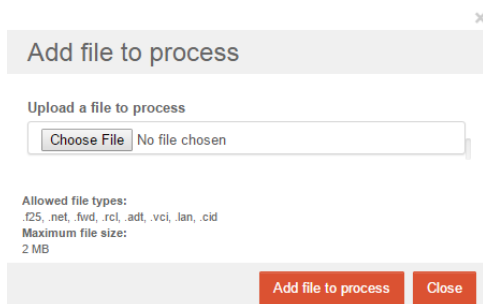 ×
Add file to process
Upload a file to process
Choose File No file chosen
Allowed file types:
.f25, .net, .fwd, .rcl, .adt, .vci, .lan, .cid
Maximum file size:
2 MB
Add file to process Close